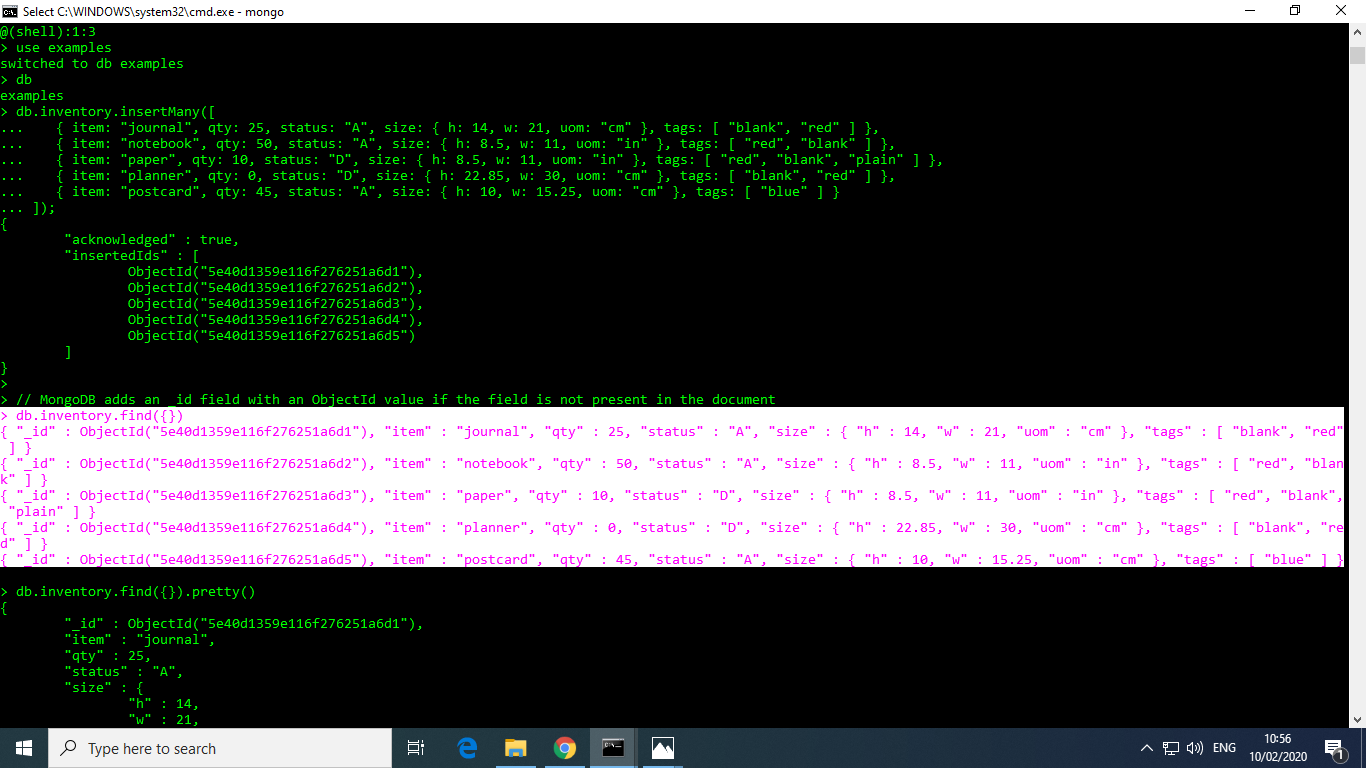 Select C:\WINDOWS\system32\cmd.exe - mongo
@(shell):1:3
> use examples
switched to db examples
> db
examples
> db.inventory.insertMany([
...    { item: "journal", qty: 25, status: "A", size: { h: 14, w: 21, uom: "cm" }, tags: [ "blank", "red" ] },
...    { item: "notebook", qty: 50, status: "A", size: { h: 8.5, w: 11, uom: "in" }, tags: [ "red", "blank" ] },
...    { item: "paper", qty: 10, status: "D", size: { h: 8.5, w: 11, uom: "in" }, tags: [ "red", "blank", "plain" ] },
...    { item: "planner", qty: 0, status: "D", size: { h: 22.85, w: 30, uom: "cm" }, tags: [ "blank", "red" ] },
...    { item: "postcard", qty: 45, status: "A", size: { h: 10, w: 15.25, uom: "cm" }, tags: [ "blue" ] }
... ]);
{
        "acknowledged" : true,
        "insertedIds" : [
                ObjectId("5e40d1359e116f276251a6d1"),
                ObjectId("5e40d1359e116f276251a6d2"),
                ObjectId("5e40d1359e116f276251a6d3"),
                ObjectId("5e40d1359e116f276251a6d4"),
                ObjectId("5e40d1359e116f276251a6d5")
        ]
}
>
> // MongoDB adds an _id field with an ObjectId value if the field is not present in the document
> db.inventory.find({})
{ "_id" : ObjectId("5e40d1359e116f276251a6d1"), "item" : "journal", "qty" : 25, "status" : "A", "size" : { "h" : 14, "w" : 21, "uom" : "cm" }, "tags" : [ "blank", "red"
 ] }
{ "_id" : ObjectId("5e40d1359e116f276251a6d2"), "item" : "notebook", "qty" : 50, "status" : "A", "size" : { "h" : 8.5, "w" : 11, "uom" : "in" }, "tags" : [ "red", "blan
k" ] }
{ "_id" : ObjectId("5e40d1359e116f276251a6d3"), "item" : "paper", "qty" : 10, "status" : "D", "size" : { "h" : 8.5, "w" : 11, "uom" : "in" }, "tags" : [ "red", "blank",
 "plain" ] }
{ "_id" : ObjectId("5e40d1359e116f276251a6d4"), "item" : "planner", "qty" : 0, "status" : "D", "size" : { "h" : 22.85, "w" : 30, "uom" : "cm" }, "tags" : [ "blank", "re
d" ] }
{ "_id" : ObjectId("5e40d1359e116f276251a6d5"), "item" : "postcard", "qty" : 45, "status" : "A", "size" : { "h" : 10, "w" : 15.25, "uom" : "cm" }, "tags" : [ "blue" ] }
> db.inventory.find({}).pretty()
{
        "_id" : ObjectId("5e40d1359e116f276251a6d1"),
        "item" : "journal",
        "qty" : 25,
        "status" : "A",
        "size" : {
                "h" : 14,
                "w" : 21,
Type here to search
ENG
10:56
10/02/2020
1